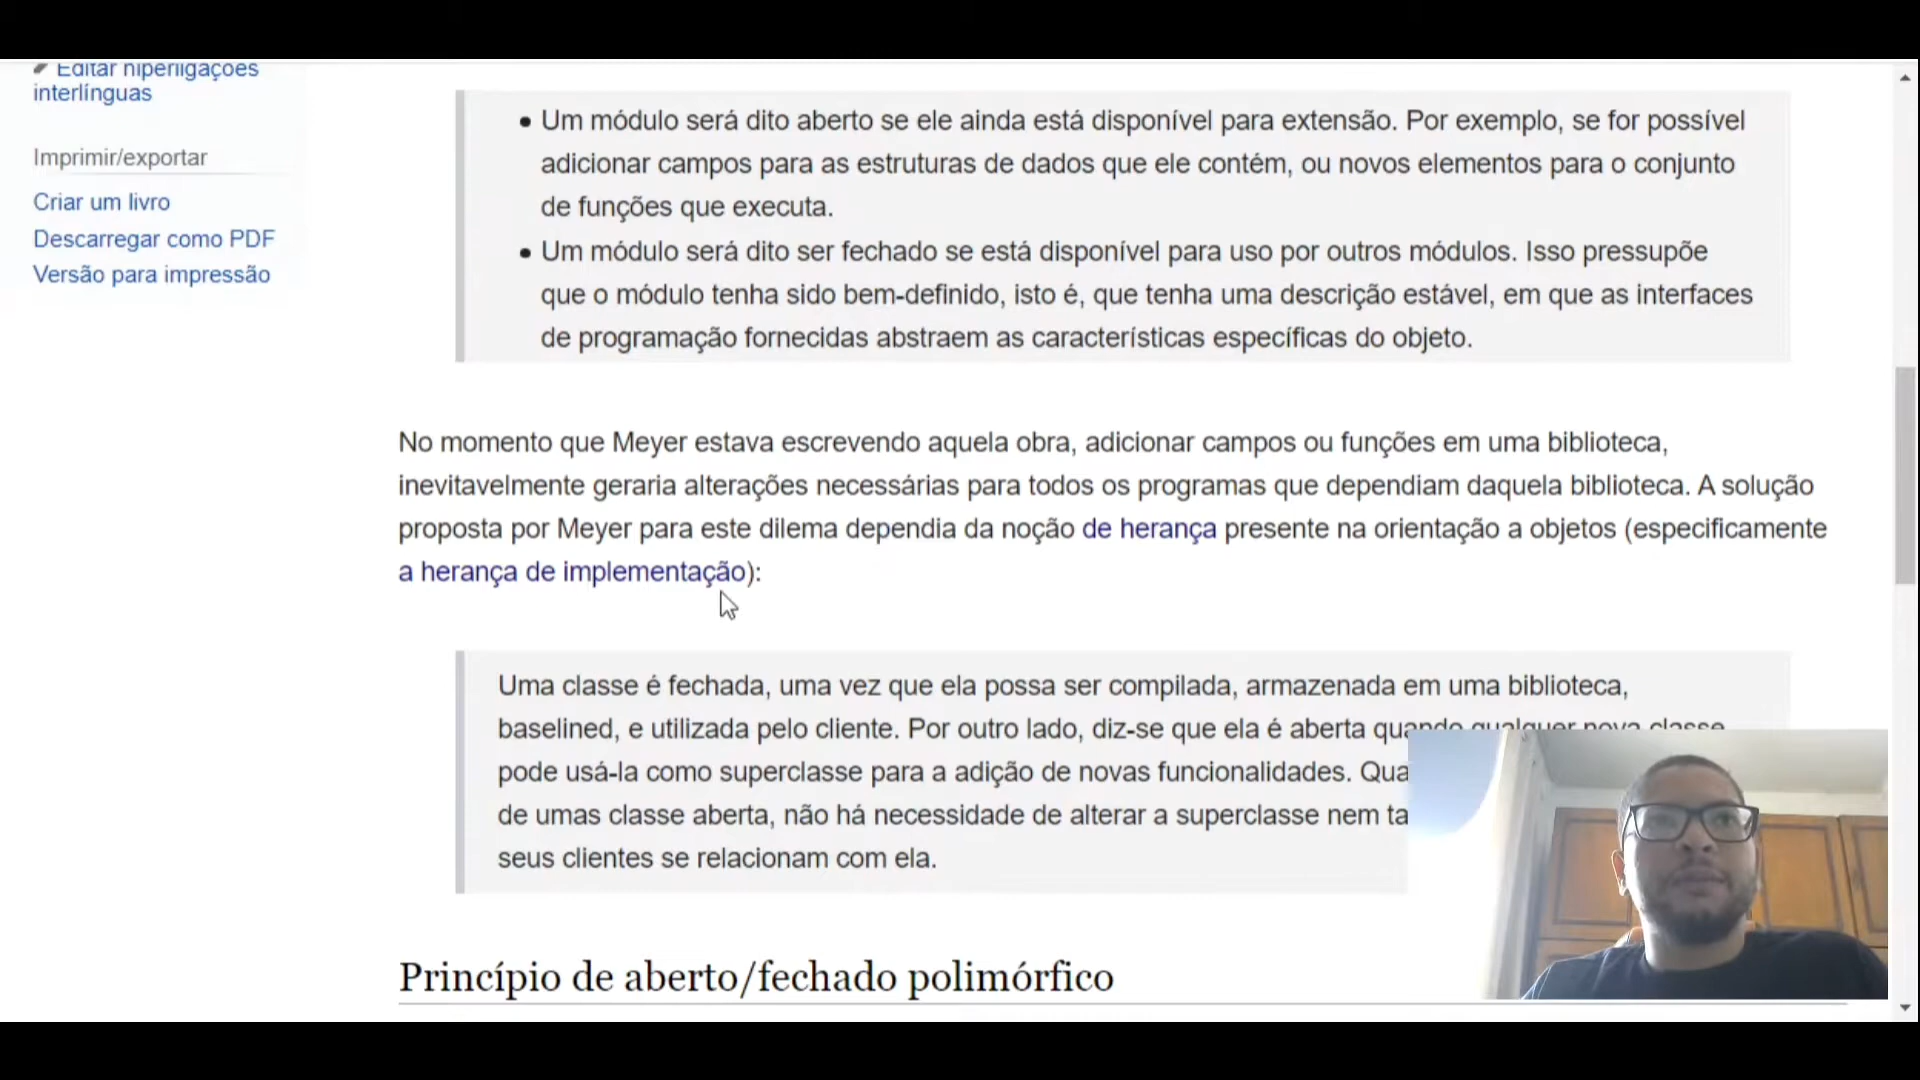 Editar hiperligações
interlínguas
Imprimir/exportar
Criar um livro
Descarregar como PDF
Versão para impressão
Um módulo será dito aberto se ele ainda está disponível para extensão. Por exemplo, se for possível
adicionar campos para as estruturas de dados que ele contém, ou novos elementos para o conjunto
de funções que executa.
Um módulo será dito ser fechado se está disponível para uso por outros módulos. Isso pressupõe
que o módulo tenha sido bem-definido, isto é, que tenha uma descrição estável, em que as interfaces
de programação fornecidas abstraem as características específicas do objeto.
No momento que Meyer estava escrevendo aquela obra, adicionar campos ou funções em uma biblioteca,
inevitavelmente geraria alterações necessárias para todos os programas que dependiam daquela biblioteca. A solução
proposta por Meyer para este dilema dependia da noção de herança presente na orientação a objetos (especificamente
a herança de implementação):
Uma classe é fechada, uma vez que ela possa ser compilada, armazenada em uma biblioteca,
baselined, e utilizada pelo cliente. Por outro lado, diz-se que ela é aberta quando qualquer nova classe
pode usá-la como superclasse para a adição de novas funcionalidades. Qua
de umas classe aberta, não há necessidade de alterar a superclasse nem ta
seus clientes se relacionam com ela.
Princípio de aberto/fechado polimórfico